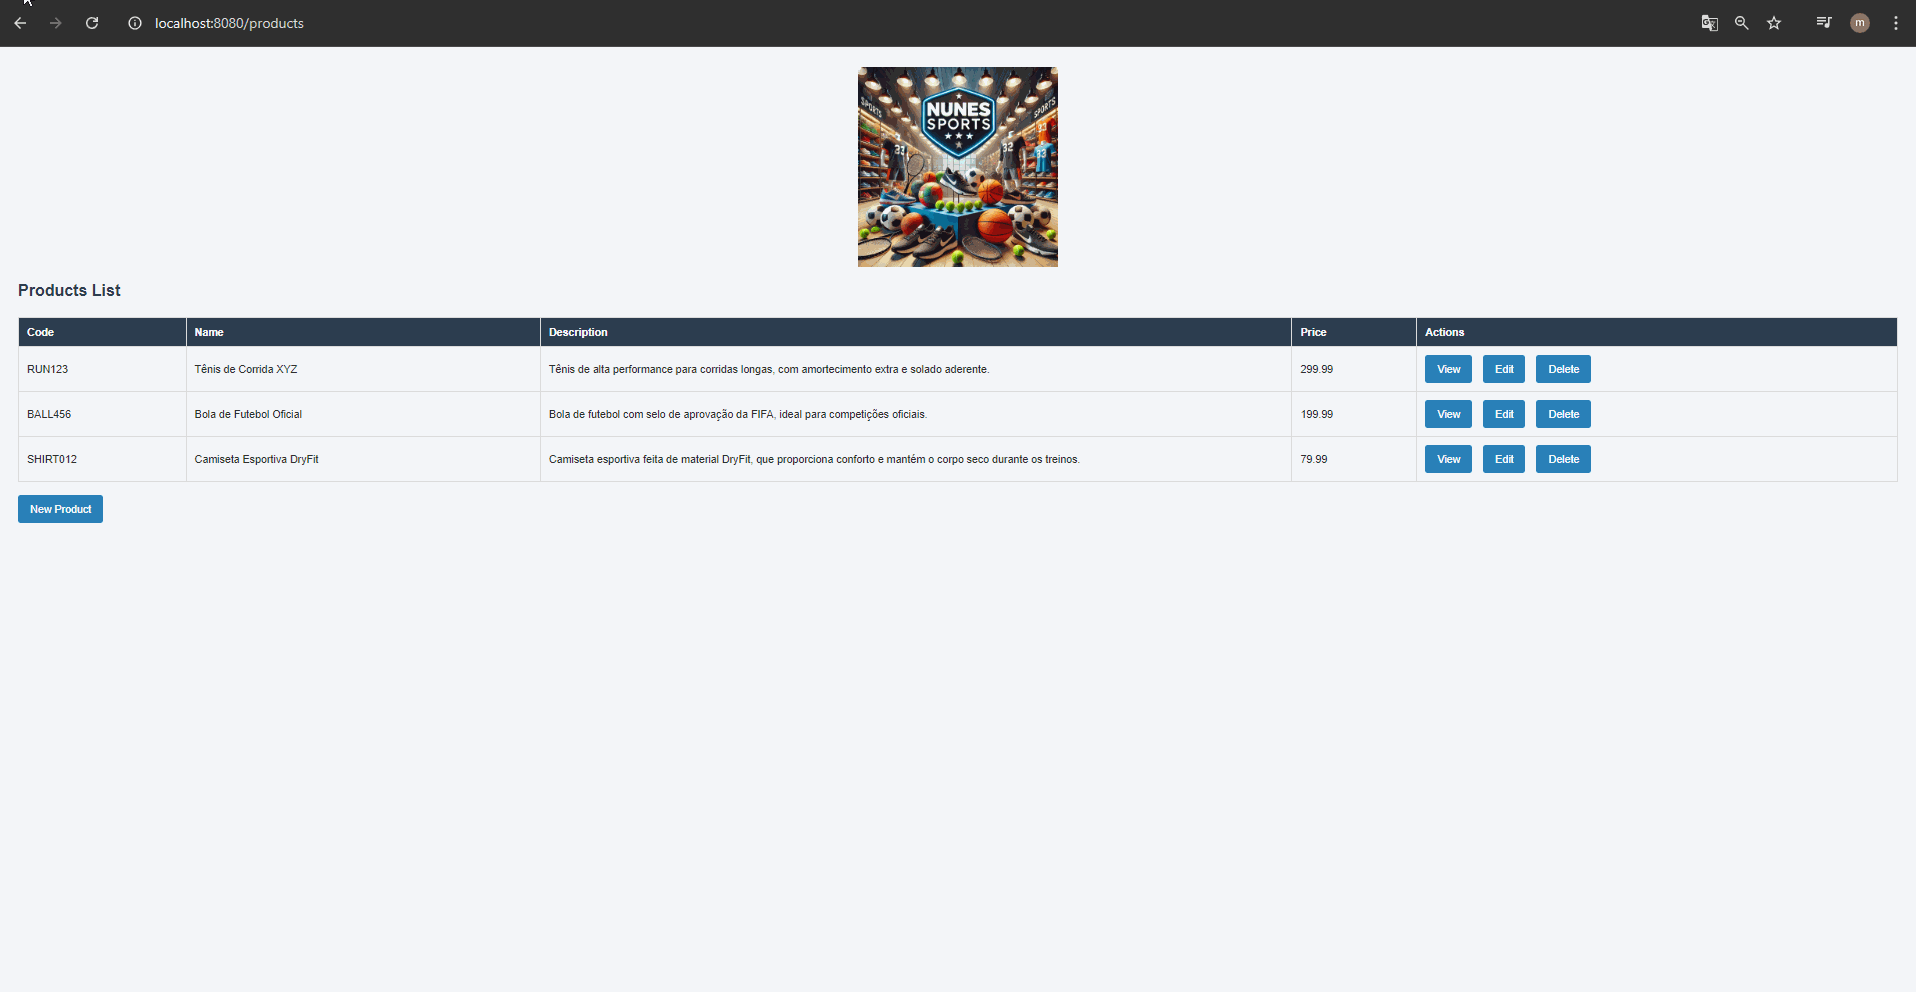 localhost:8080/products
m
SPORTS
SPORTS
NUNES
SPORTS
33
32
33
33
Products List
Code Name Description Price Actions
RUN123 Tênis de Corrida XYZ Tênis de alta performance para corridas longas, com amortecimento extra e solado aderente. 299.99 View Edit Delete
BALL456 Bola de Futebol Oficial Bola de futebol com selo de aprovação da FIFA, ideal para competições oficiais. 199.99 View Edit Delete
SHIRT012 Camiseta Esportiva DryFit Camiseta esportiva feita de material DryFit, que proporciona conforto e mantém o corpo seco durante os treinos. 79.99 View Edit Delete
New Product